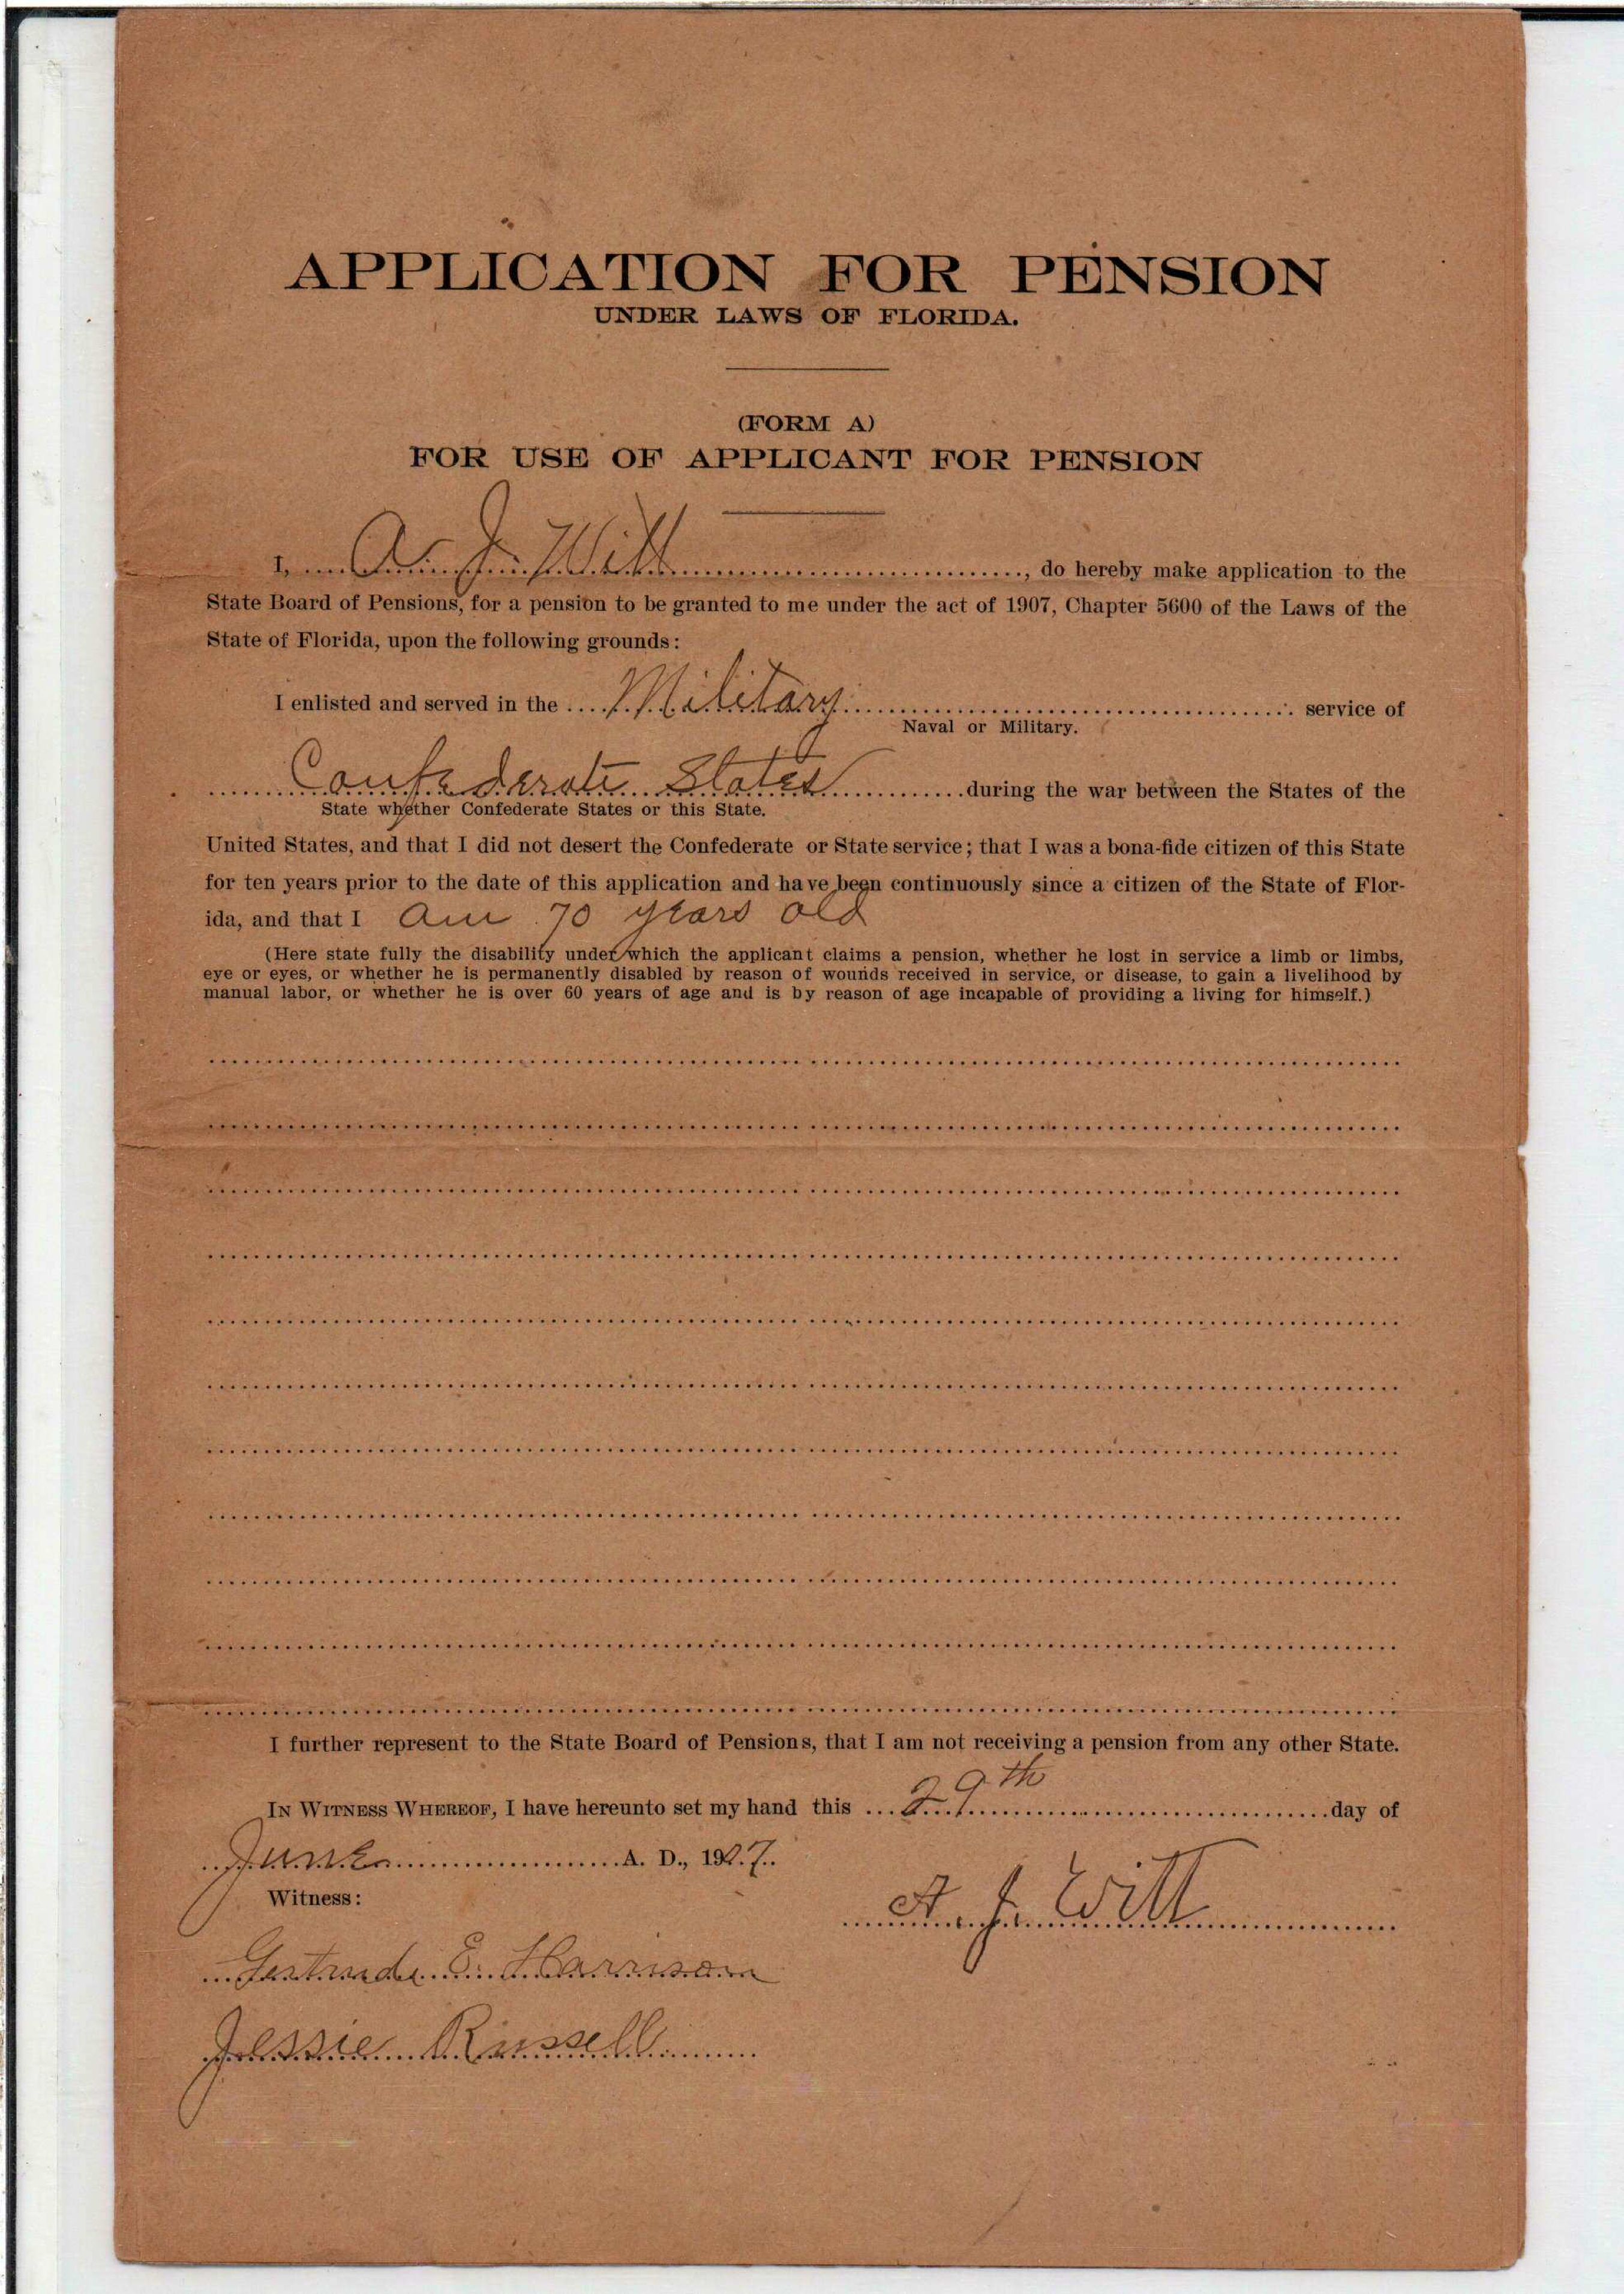 APPLICATION FOR PENSION
UNDER LAWS OF FLORIDA.
(FORM A)
FOR USE OF APPLICANT FOR PENSION
I, A. J. Witt, do hereby make application to the
State Board of Pensions, for a pension to be granted to me under the act of 1907, Chapter 5600 of the Laws of the
State of Florida, upon the following grounds:
I enlisted and served in the Military service of
Naval or Military.
Confederate States during the war between the States of the
State whether Confederate States or this State.
United States, and that I did not desert the Confederate or State service; that I was a bona-fide citizen of this State
for ten years prior to the date of this application and have been continuously since a citizen of the State of Flor-
ida, and that I am 70 years old
(Here state fully the disability under which the applicant claims a pension, whether he lost in service a limb or limbs,
eye or eyes, or whether he is permanently disabled by reason of wounds received in service, or disease, to gain a livelihood by
manual labor, or whether he is over 60 years of age and is by reason of age incapable of providing a living for himself.)
I further represent to the State Board of Pensions, that I am not receiving a pension from any other State.
IN WITNESS WHEREOF, I have hereunto set my hand this 29th day of
June A. D., 1907.
Witness:
A. J. Witt
Gertrude E. Harrison
Jessie Russell